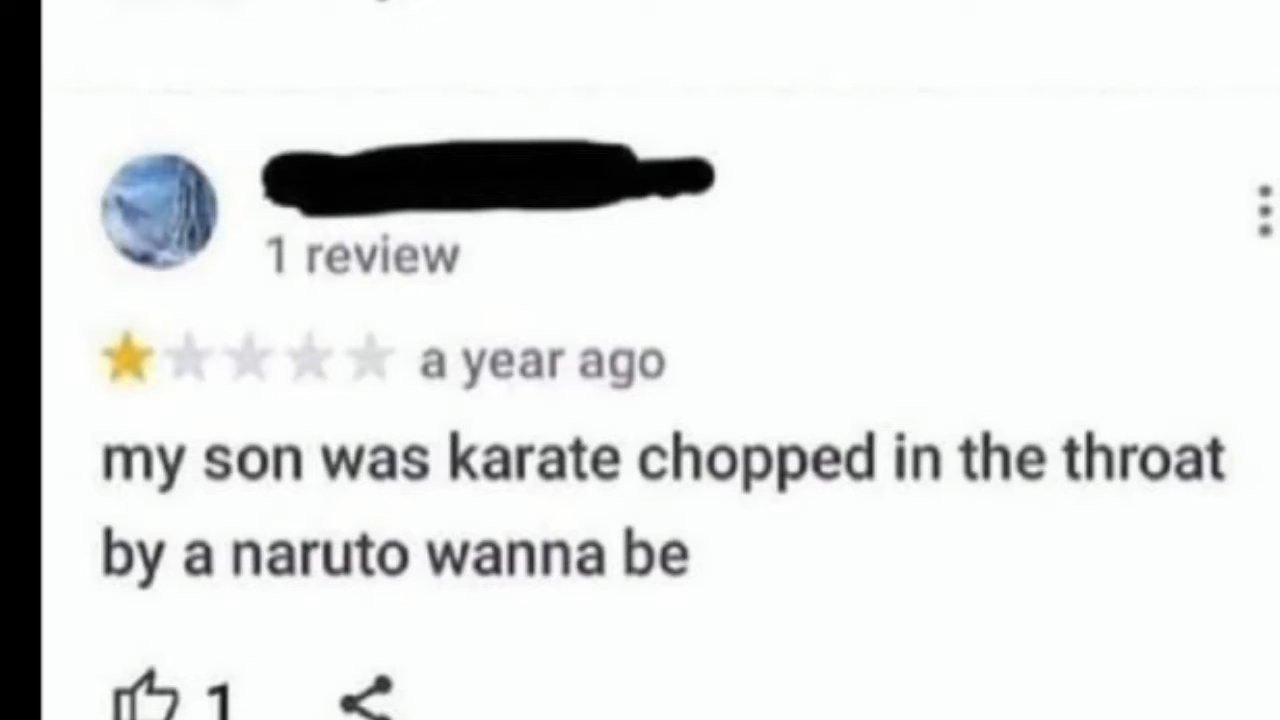 1 review
a year ago
my son was karate chopped in the throat
by a naruto wanna be
1